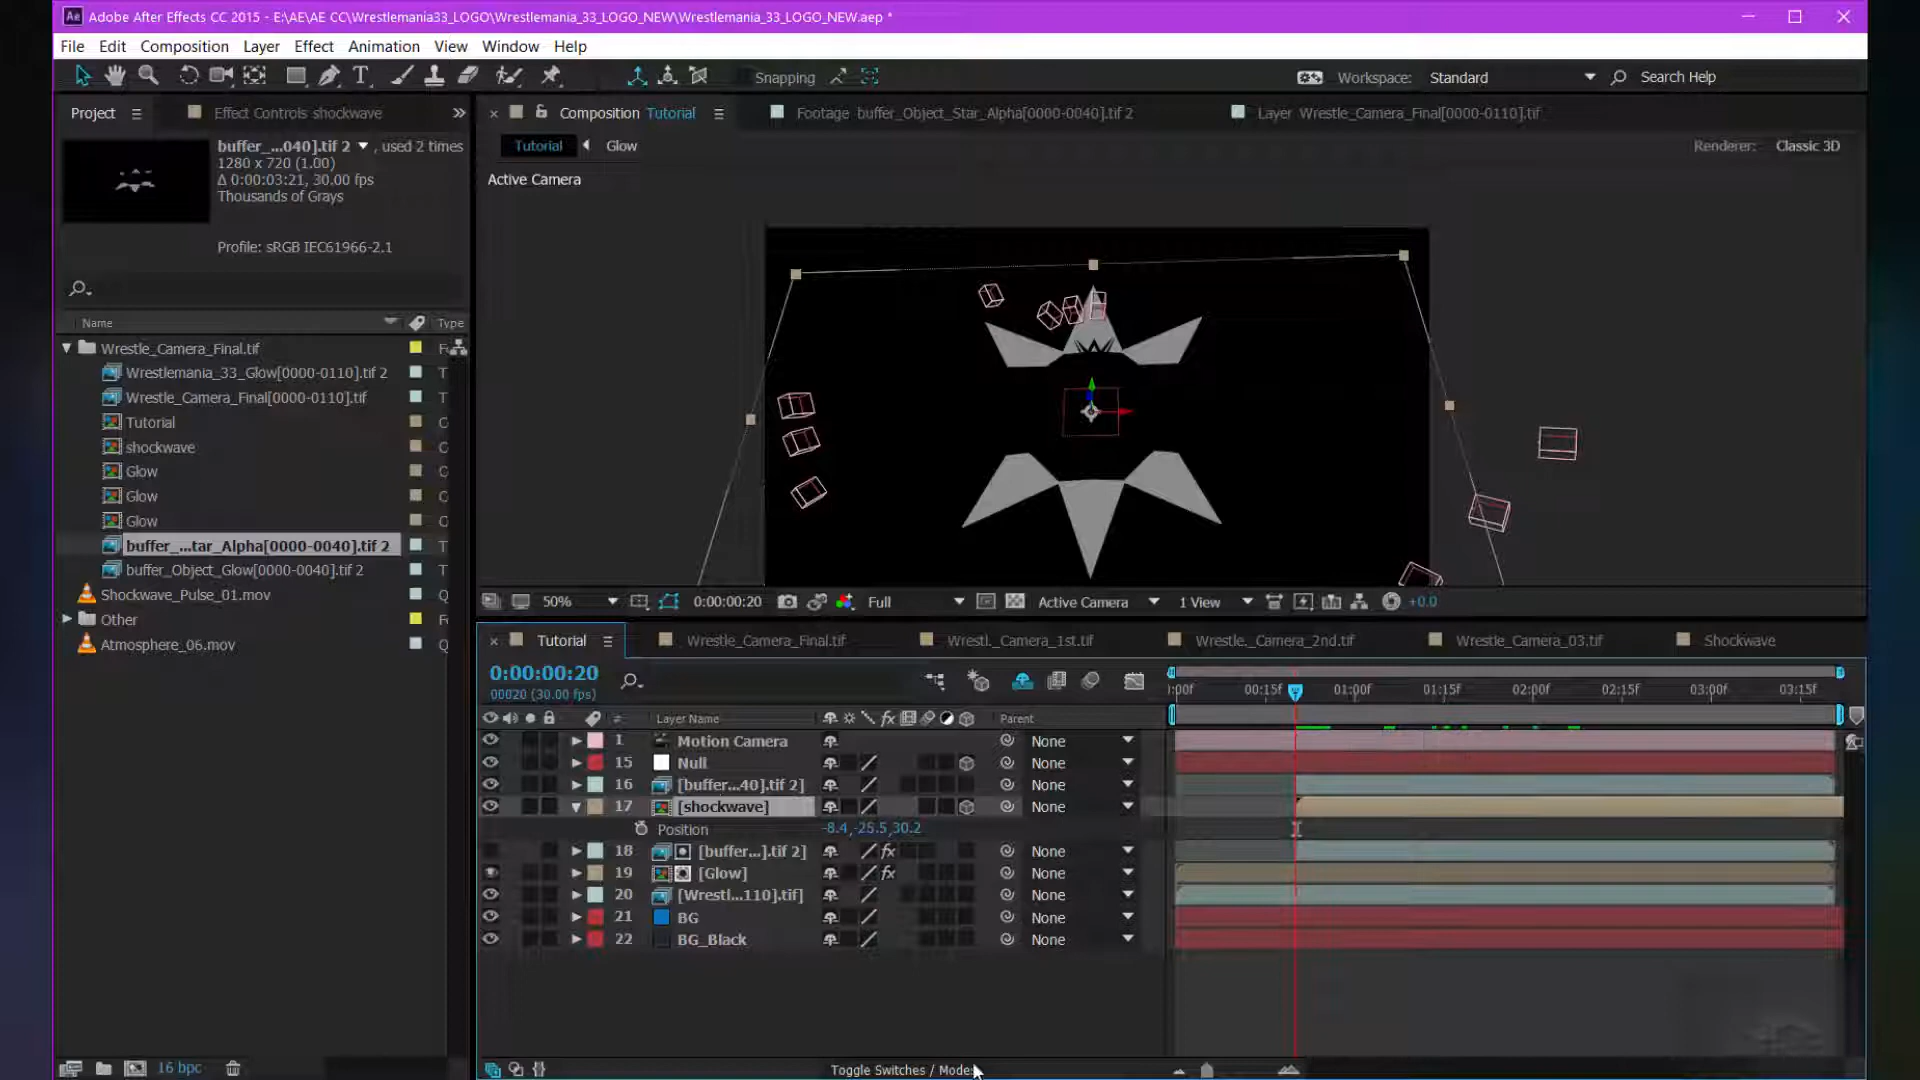 Adobe After Effects CC 2015 - E:\AE\AE CC\Wrestlemania33_LOGO\Wrestlemania_33_LOGO_NEW\Wrestlemania_33_LOGO_NEW.aep *
File Edit Composition Layer Effect Animation View Window Help
Snapping
Workspace: Standard
Search Help
Project
Effect Controls shockwave
Composition Tutorial
Footage buffer_Object_Star_Alpha[0000-0040].tif 2
Layer Wrestle_Camera_Final[0000-0110].tif
buffer_...040].tif 2 , used 2 times
1280 x 720 (1.00)
Δ 0:00:03:21, 30.00 fps
Thousands of Grays
Profile: sRGB IEC61966-2.1
Tutorial
Glow
Renderer: Classic 3D
Active Camera
Name
Type
Wrestle_Camera_Final.tif F
Wrestlemania_33_Glow[0000-0110].tif 2 T
Wrestle_Camera_Final[0000-0110].tif T
Tutorial C
shockwave C
Glow C
Glow C
Glow C
buffer_...tar_Alpha[0000-0040].tif 2 T
buffer_Object_Glow[0000-0040].tif 2 T
Shockwave_Pulse_01.mov Q
Other F
Atmosphere_06.mov Q
16 bpc
50%
0:00:00:20
Full
Active Camera
1 View
+0.0
Tutorial
Wrestle_Camera_Final.tif
Wrestl._Camera_1st.tif
Wrestle._Camera_2nd.tif
Wrestle_Camera_03.tif
Shockwave
0:00:00:20
00020 (30.00 fps)
):00f 00:15f 01:00f 01:15f 02:00f 02:15f 03:00f 03:15f
# Layer Name
Parent
1 Motion Camera None
15 Null None
16 [buffer...40].tif 2] None
17 [shockwave] None
Position -8.4,-25.5,30.2
18 [buffer...].tif 2] fx None
19 [Glow] fx None
20 [Wrestl...110].tif] None
21 BG None
22 BG_Black None
Toggle Switches / Modes